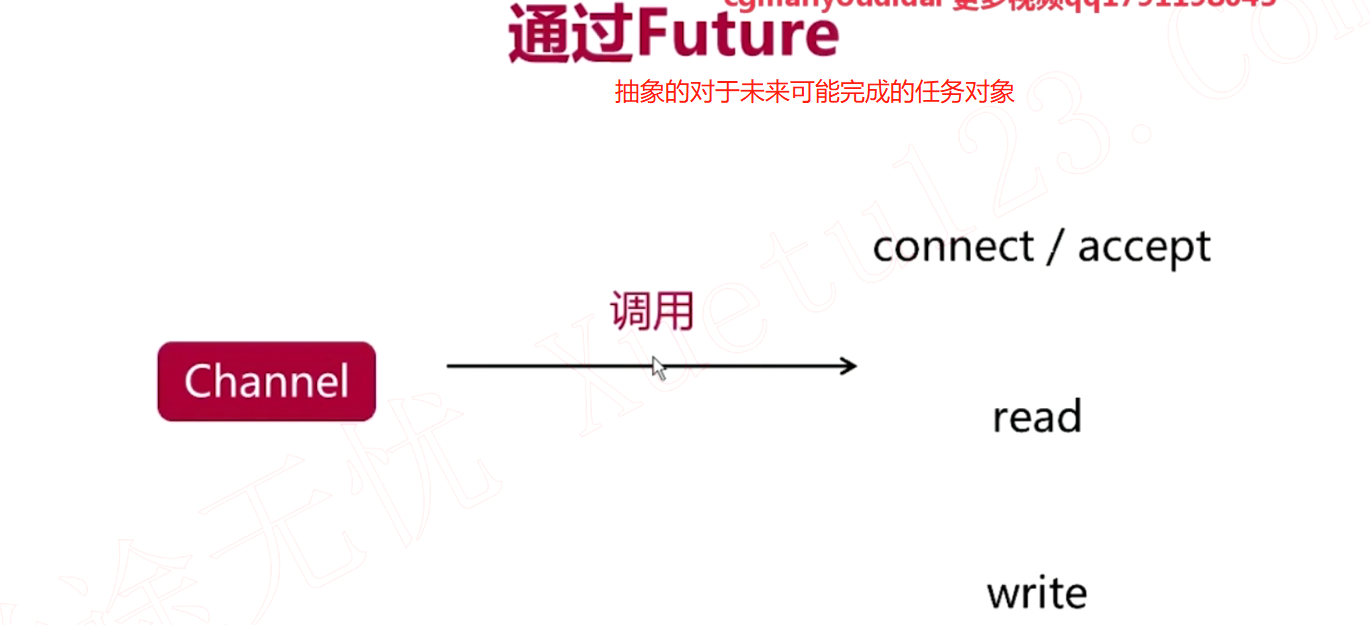 更多视频qq1791198043
通过Future
抽象的对于未来可能完成的任务对象
connect / accept
调用
Channel
read
write
途无忧 Xuetu123.Com